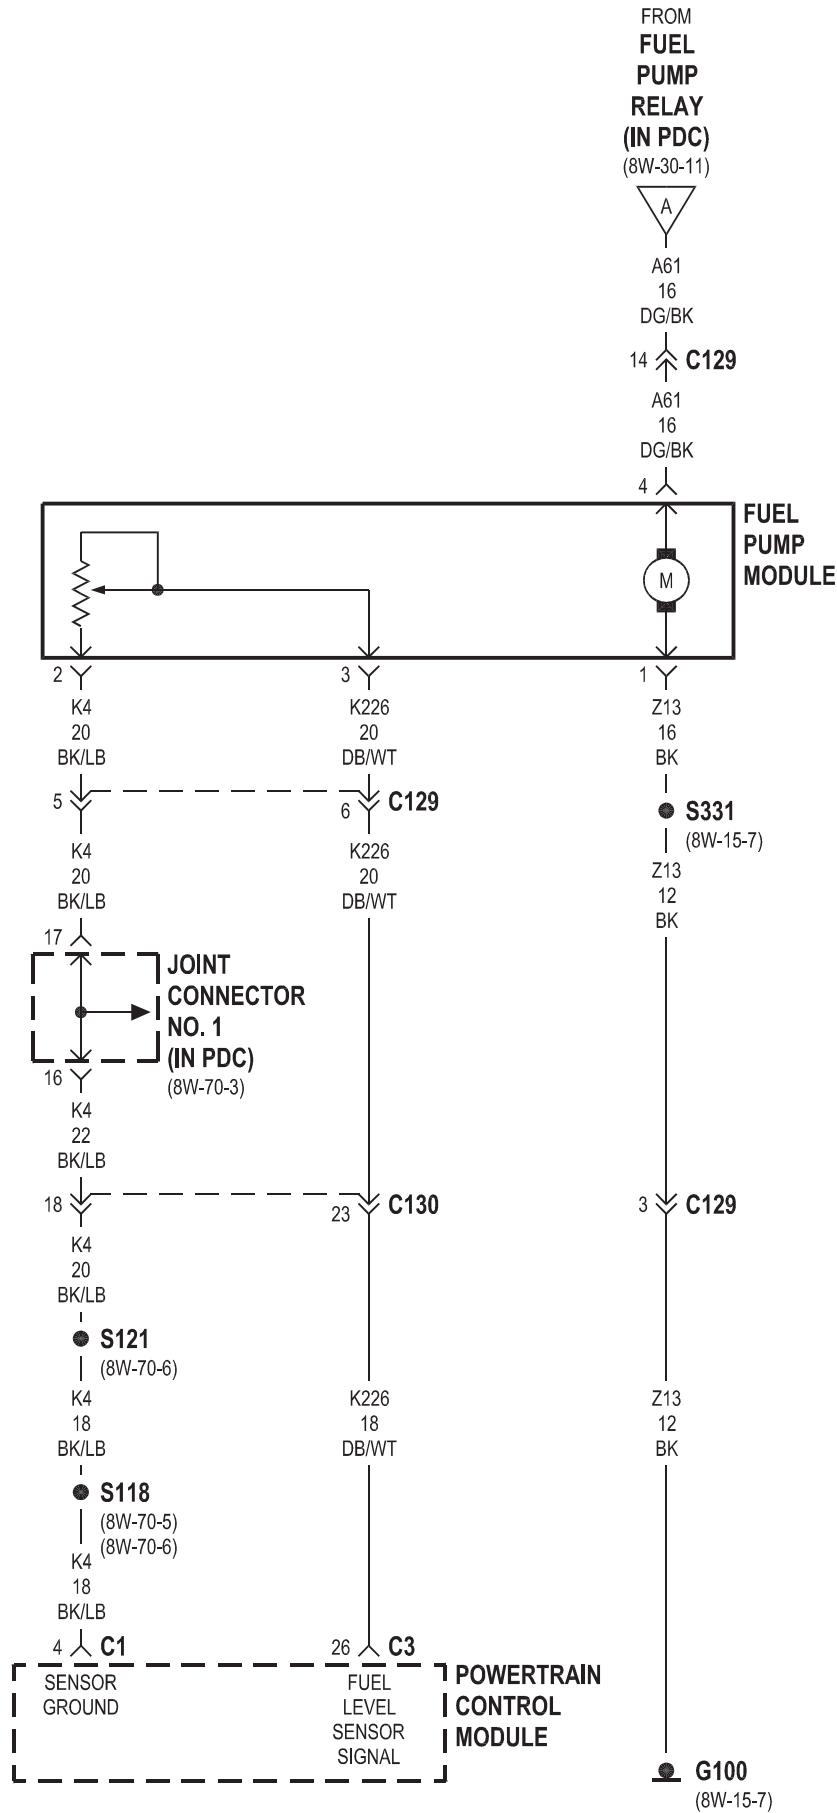 FROM
FUEL
PUMP
RELAY
(IN PDC)
(8W-30-11)
A
A61
16
DG/BK
14 C129
A61
16
DG/BK
4
FUEL
PUMP
MODULE
M
2 3 1
K4 K226 Z13
20 20 16
BK/LB DB/WT BK
5 6 C129
S331
(8W-15-7)
K4 K226 Z13
20 20 12
BK/LB DB/WT BK
17
JOINT
CONNECTOR
NO. 1
(IN PDC)
(8W-70-3)
16
K4
22
BK/LB
18 23 C130 3 C129
K4
20
BK/LB
S121
(8W-70-6)
K4 K226 Z13
18 18 12
BK/LB DB/WT BK
S118
(8W-70-5)
(8W-70-6)
K4
18
BK/LB
4 C1 26 C3
SENSOR
GROUND
FUEL
LEVEL
SENSOR
SIGNAL
POWERTRAIN
CONTROL
MODULE
G100
(8W-15-7)